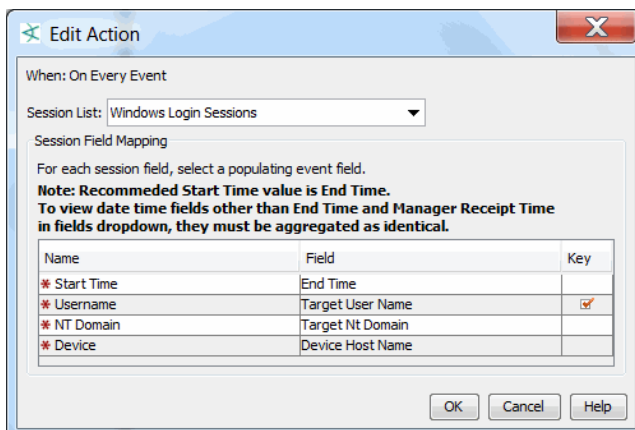 Edit Action
When: On Every Event
Session List: Windows Login Sessions
Session Field Mapping
For each session field, select a populating event field.
Note: Recommeded Start Time value is End Time.
To view date time fields other than End Time and Manager Receipt Time
in fields dropdown, they must be aggregated as identical.
Name Field Key
* Start Time End Time
* Username Target User Name
* NT Domain Target Nt Domain
* Device Device Host Name
OK Cancel Help